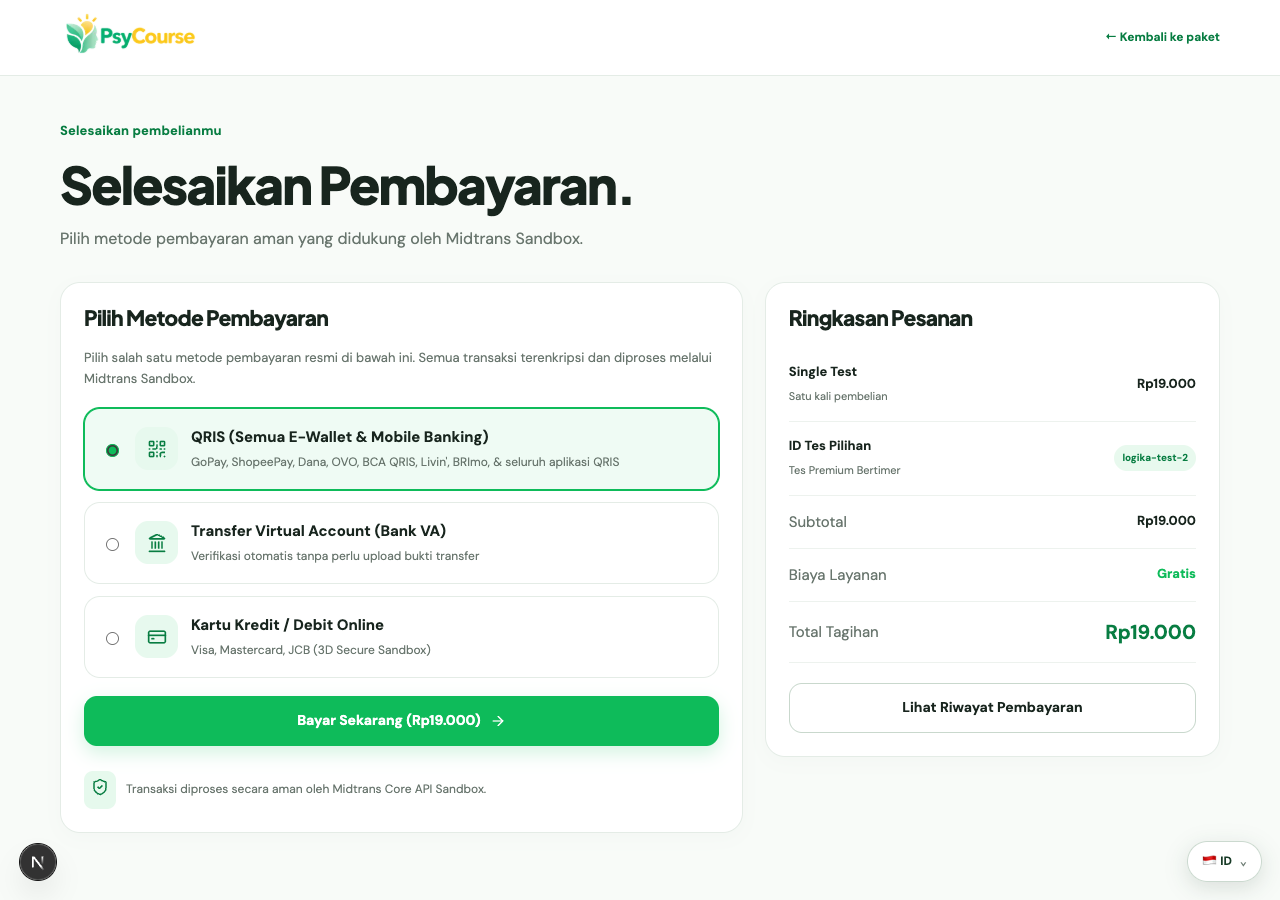 PsyCourse
← Kembali ke paket
Selesaikan pembelianmu
Selesaikan Pembayaran.
Pilih metode pembayaran aman yang didukung oleh Midtrans Sandbox.
Pilih Metode Pembayaran
Pilih salah satu metode pembayaran resmi di bawah ini. Semua transaksi terenkripsi dan diproses melalui
Midtrans Sandbox.
QRIS (Semua E-Wallet & Mobile Banking)
GoPay, ShopeePay, Dana, OVO, BCA QRIS, Livin', BRImo, & seluruh aplikasi QRIS
Transfer Virtual Account (Bank VA)
Verifikasi otomatis tanpa perlu upload bukti transfer
Kartu Kredit / Debit Online
Visa, Mastercard, JCB (3D Secure Sandbox)
Bayar Sekarang (Rp19.000) →
Transaksi diproses secara aman oleh Midtrans Core API Sandbox.
Ringkasan Pesanan
Single Test
Satu kali pembelian
Rp19.000
ID Tes Pilihan
Tes Premium Bertimer
logika-test-2
Subtotal
Rp19.000
Biaya Layanan
Gratis
Total Tagihan
Rp19.000
Lihat Riwayat Pembayaran
N
🇮🇩 ID